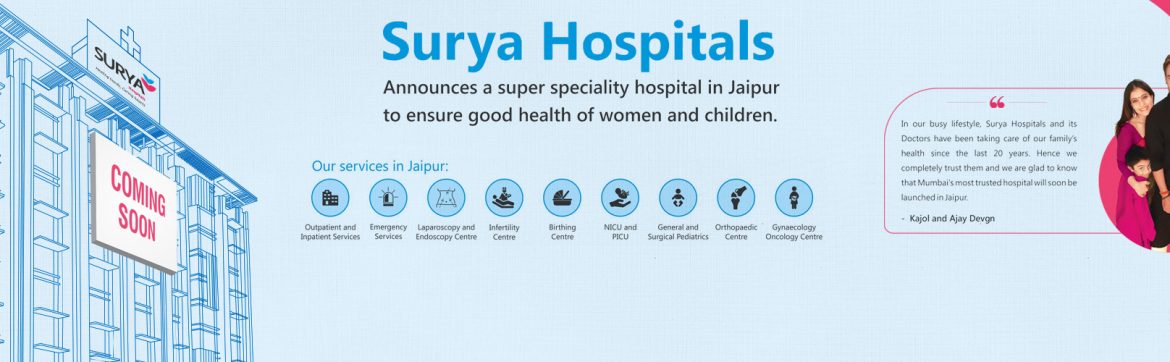 SURYA
Hospitals
COMING
SOON
Surya Hospitals
Announces a super speciality hospital in Jaipur
to ensure good health of women and children.
Our services in Jaipur:
Outpatient and
Inpatient Services
Emergency
Services
Laparoscopy and
Endoscopy Centre
Infertility
Centre
Birthing
Centre
NICU and
PICU
General and
Surgical Pediatrics
Orthopaedic
Centre
Gynaecology
Oncology Centre
“
In our busy lifestyle, Surya Hospitals and its
Doctors have been taking care of our family's
health since the last 20 years. Hence we
completely trust them and we are glad to know
that Mumbai's most trusted hospital will soon be
launched in Jaipur.
- Kajol and Ajay Devgn